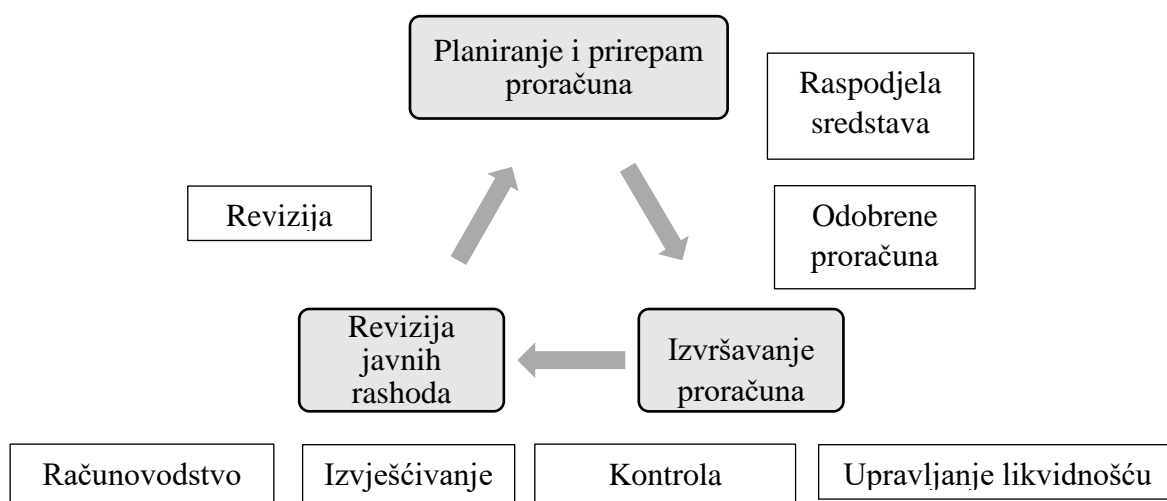 Planiranje i prirepam
proračuna
Raspodjela
sredstava
Revizija
Odobrene
proračuna
Revizija
javnih
rashoda
Izvršavanje
proračuna
Računovodstvo
Izvješćivanje
Kontrola
Upravljanje likvidnošću